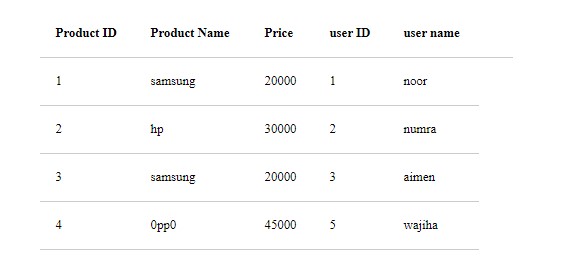 Product ID Product Name Price user ID user name
1 samsung 20000 1 noor
2 hp 30000 2 numra
3 samsung 20000 3 aimen
4 0pp0 45000 5 wajiha